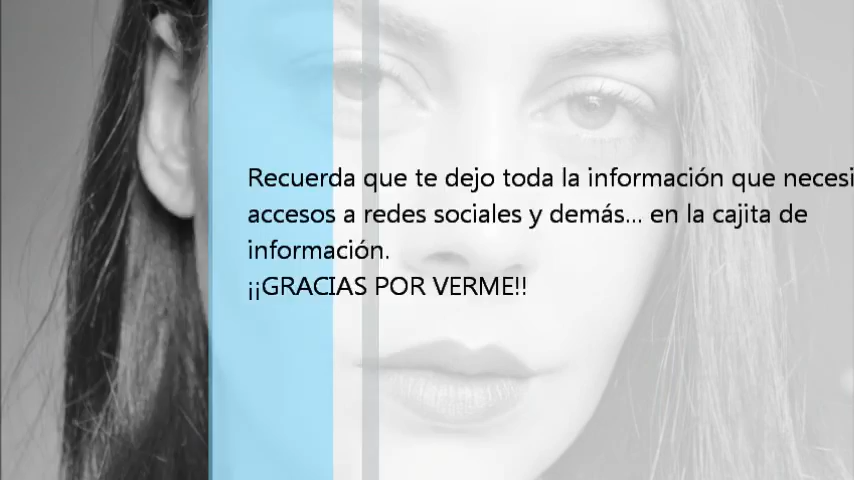 Recuerda que te dejo toda la información que
accesos a redes sociales y demás... en la cajita de
información.
¡¡GRACIAS POR VERME!!